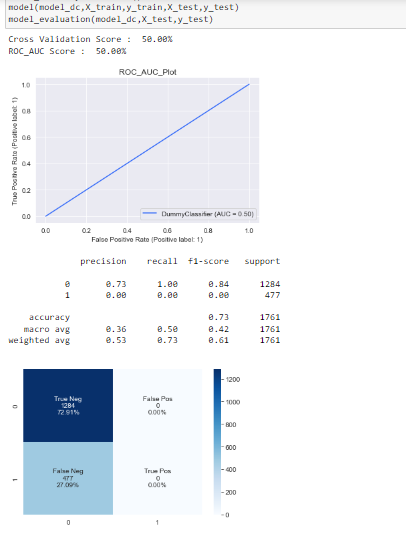 model(model_dc,X_train,y_train,X_test,y_test)
model_evaluation(model_dc,X_test,y_test)
Cross Validation Score :  50.00%
ROC_AUC Score :  50.00%
ROC_AUC_Plot
1.0
0.8
0.6
0.4
0.2
0.0
True Positive Rate (Positive label: 1)
DummyClassifier (AUC = 0.50)
0.0 0.2 0.4 0.6 0.8 1.0
False Positive Rate (Positive label: 1)
precision recall f1-score support
0 0.73 1.00 0.84 1284
1 0.00 0.00 0.00 477
accuracy 0.73 1761
macro avg 0.36 0.50 0.42 1761
weighted avg 0.53 0.73 0.61 1761
0
True Neg
1284
72.91%
False Pos
0
0.00%
1
False Neg
477
27.09%
True Pos
0
0.00%
0 1
1200
1000
800
600
400
200
0